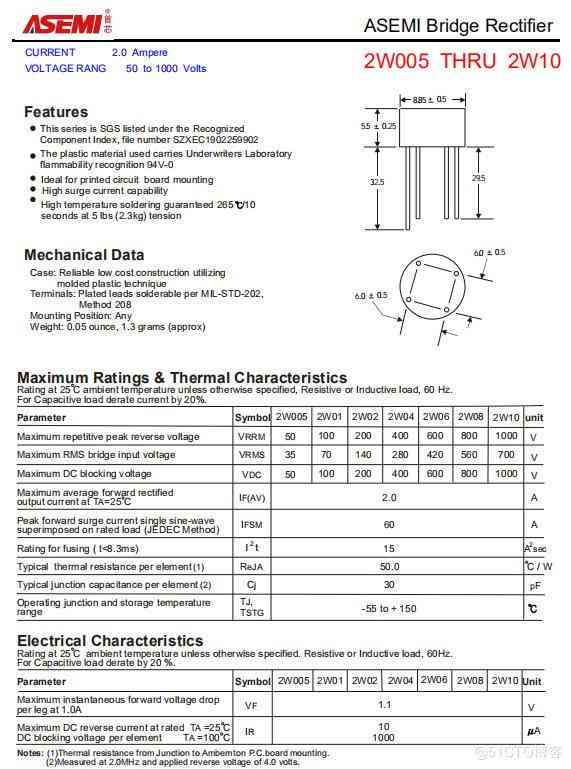 ASEMI
ASEMI Bridge Rectifier
CURRENT 2.0 Ampere
VOLTAGE RANG 50 to 1000 Volts
2W005 THRU 2W10
Features
This series is SGS listed under the Recognized
Component Index, file number SZXEC1902259902
The plastic material used carries Underwriters Laboratory
flammability recognition 94V-0
Ideal for printed circuit board mounting
High surge current capability
High temperature soldering guaranteed 265℃/10
seconds at 5 lbs (2.3kg) tension
8.85 ± 0.5
5.5 ± 0.25
32.5
29.5
Mechanical Data
Case: Reliable low cost construction utilizing
molded plastic technique
Terminals: Plated leads solderable per MIL-STD-202,
Method 208
Mounting Position: Any
Weight: 0.05 ounce, 1.3 grams (approx)
6.0 ± 0.5
6.0 ± 0.5
Maximum Ratings & Thermal Characteristics
Rating at 25℃ ambient temperature unless otherwise specified, Resistive or Inductive load, 60 Hz.
For Capacitive load derate current by 20%.
Parameter Symbol 2W005 2W01 2W02 2W04 2W06 2W08 2W10 unit
Maximum repetitive peak reverse voltage VRRM 50 100 200 400 600 800 1000 V
Maximum RMS bridge input voltage VRMS 35 70 140 280 420 560 700 V
Maximum DC blocking voltage VDC 50 100 200 400 600 800 1000 V
Maximum average forward rectified
output current at TA=25℃ IF(AV) 2.0 A
Peak forward surge current single sine-wave
superimposed on rated load (JEDEC Method) IFSM 60 A
Rating for fusing ( t<8.3ms) I²t 15 A²sec
Typical thermal resistance per element (1) ReJA 50.0 ℃ / W
Typical junction capacitance per element (2) Cj 30 pF
Operating junction and storage temperature
range TJ, TSTG -55 to + 150 ℃
Electrical Characteristics
Rating at 25℃ ambient temperature unless otherwise specified. Resistive or Inductive load, 60Hz.
For Capacitive load derate by 20 %.
Parameter Symbol 2W005 2W01 2W02 2W04 2W06 2W08 2W10 Unit
Maximum instantaneous forward voltage drop
per leg at 1.0A VF 1.1 V
Maximum DC reverse current at rated TA =25℃ 10
DC blocking voltage per element TA =100℃ IR 1000 µA
Notes: (1)Thermal resistance from Junction to Ambemton P.C.board mounting.
(2)Measured at 2.0MHz and applied reverse voltage of 4.0 volts.
@51CTO博客